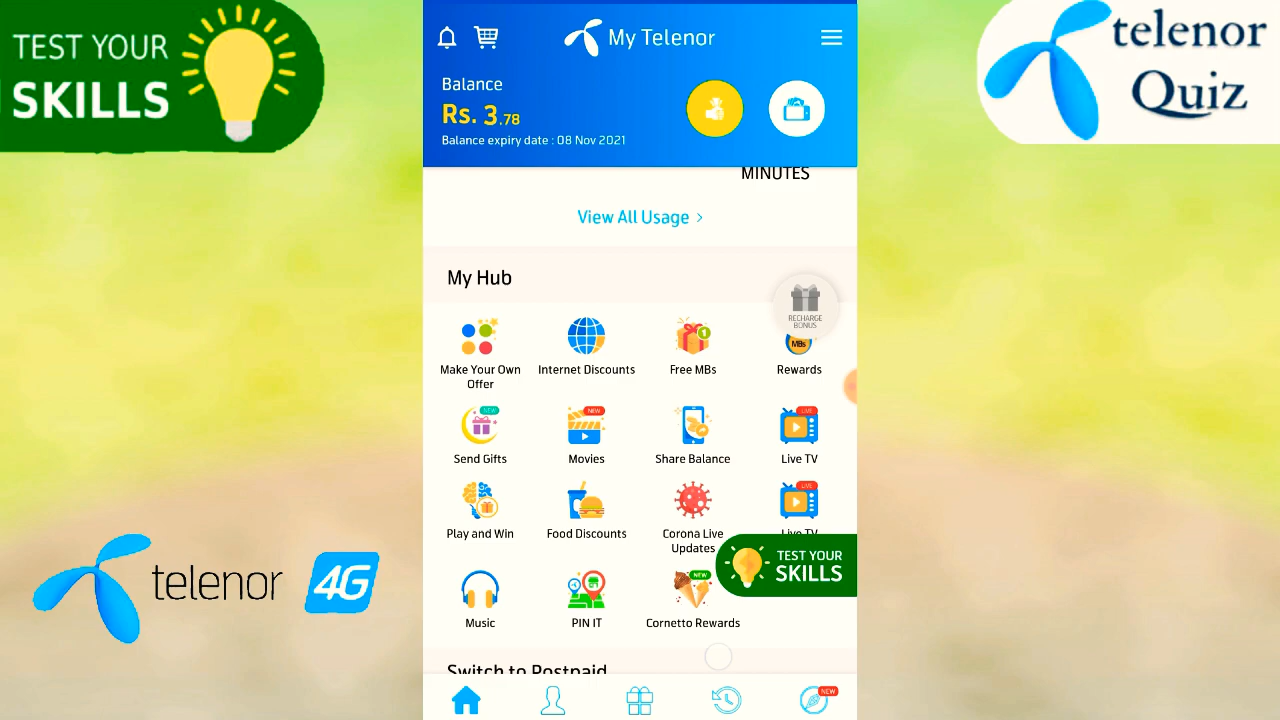 TEST YOUR
SKILLS
My Telenor
Balance
Rs. 3.78
Balance expiry date : 08 Nov 2021
telenor
Quiz
MINUTES
View All Usage >
My Hub
RECHARGE
BONUS
1
MBs
Make Your Own
Offer
Internet Discounts
Free MBs
Rewards
NEW
NEW
LIVE
Send Gifts
Movies
Share Balance
Live TV
LIVE
Play and Win
Food Discounts
Corona Live
Updates
Live TV
TEST YOUR
SKILLS
NEW
Music
PIN IT
Cornetto Rewards
telenor 4G
Switch to Postpaid
NEW